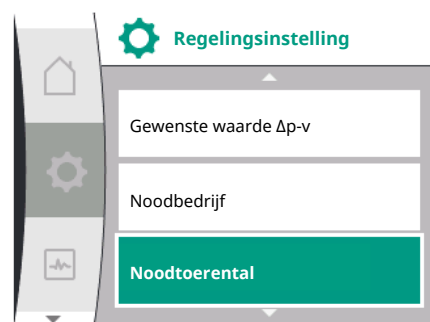 Regelingsinstelling
Gewenste waarde Δp-v
Noodbedrijf
Noodtoerental